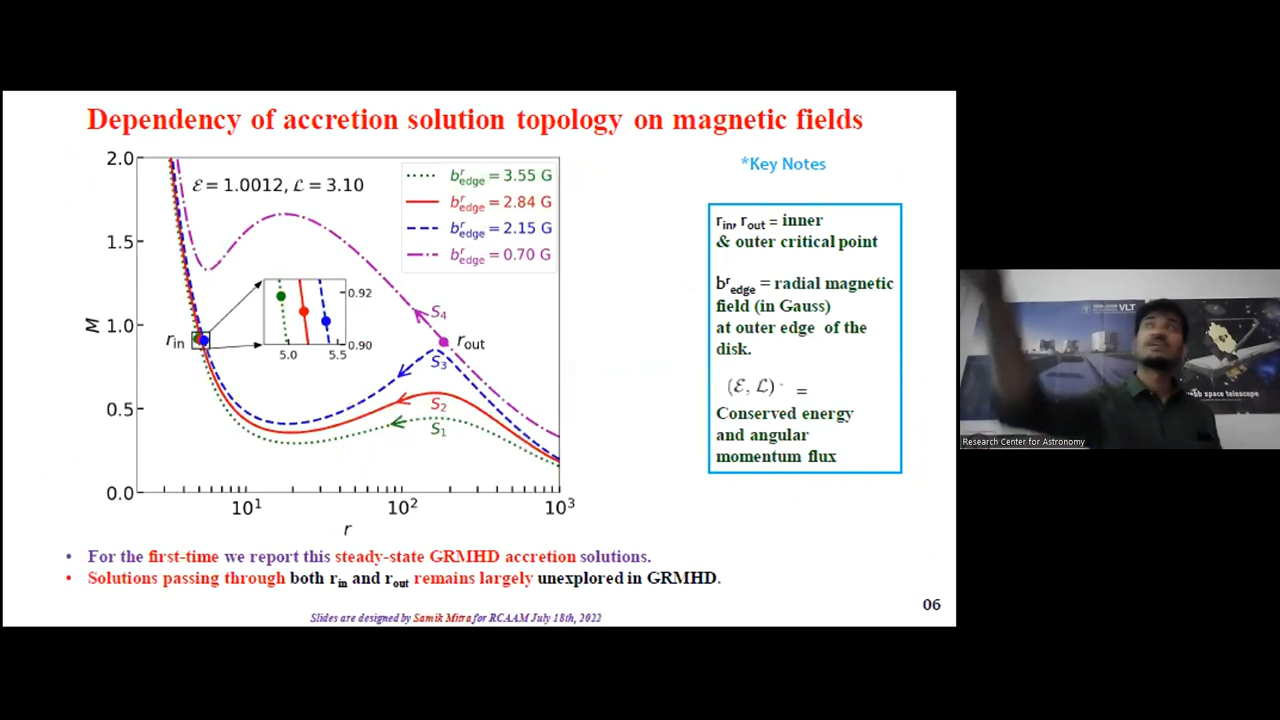 Dependency of accretion solution topology on magnetic fields
*Key Notes
ℰ = 1.0012, ℒ = 3.10
b^r_edge = 3.55 G
b^r_edge = 2.84 G
b^r_edge = 2.15 G
b^r_edge = 0.70 G
2.0
1.5
1.0
0.5
0.0
M
r_in
r_out
0.92
0.90
5.0 5.5
S_4
S_3
S_2
S_1
10^1 10^2 10^3
r
r_in, r_out = inner
& outer critical point
b^r_edge = radial magnetic
field (in Gauss)
at outer edge of the
disk.
(ℰ, ℒ) =
Conserved energy
and angular
momentum flux
• For the first-time we report this steady-state GRMHD accretion solutions.
• Solutions passing through both r_in and r_out remains largely unexplored in GRMHD.
06
Slides are designed by Samik Mitra for RCAAM July 18th, 2022
VLT
space telescope
Research Center for Astronomy